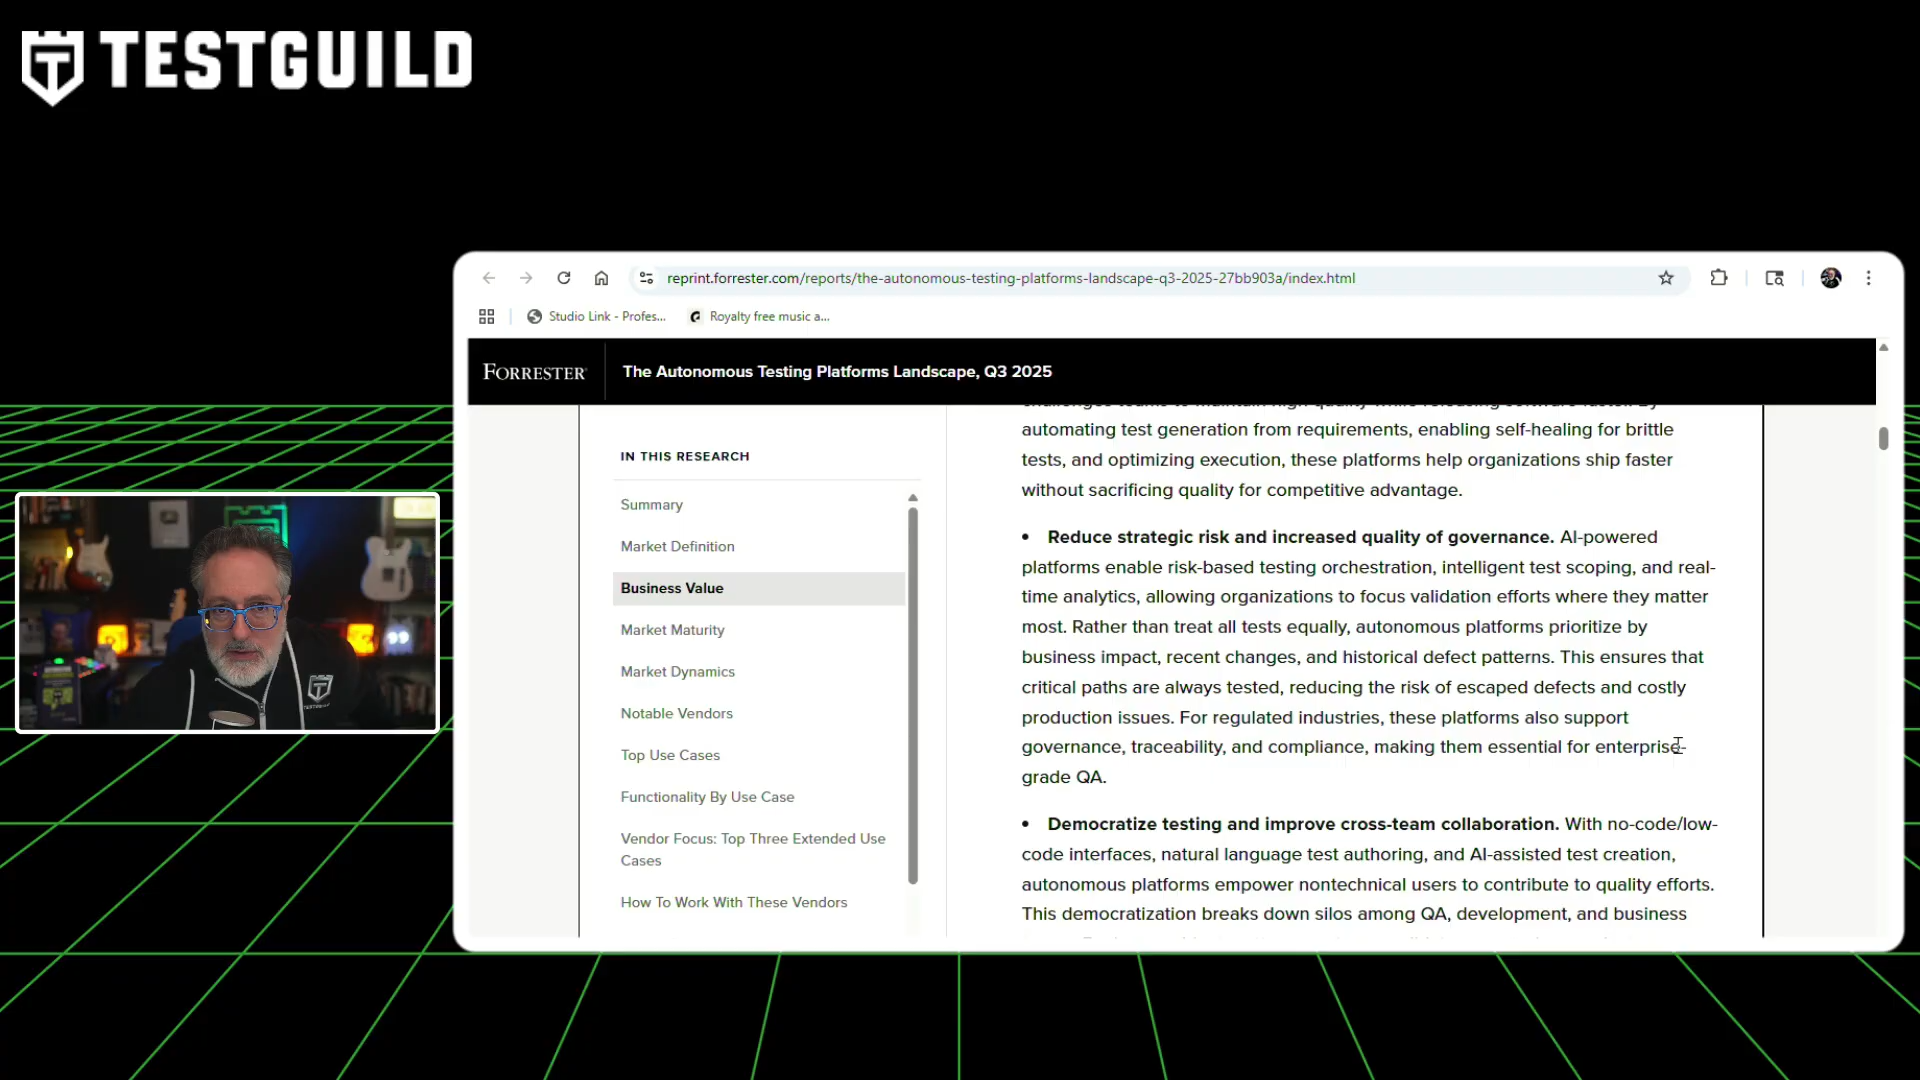 TESTGUILD
reprint.forrester.com/reports/the-autonomous-testing-platforms-landscape-q3-2025-27bb903a/index.html
Studio Link - Profes...
Royalty free music a...
FORRESTER
The Autonomous Testing Platforms Landscape, Q3 2025
IN THIS RESEARCH
Summary
Market Definition
Business Value
Market Maturity
Market Dynamics
Notable Vendors
Top Use Cases
Functionality By Use Case
Vendor Focus: Top Three Extended Use
Cases
How To Work With These Vendors
automating test generation from requirements, enabling self-healing for brittle
tests, and optimizing execution, these platforms help organizations ship faster
without sacrificing quality for competitive advantage.
• Reduce strategic risk and increased quality of governance. AI-powered
platforms enable risk-based testing orchestration, intelligent test scoping, and real-
time analytics, allowing organizations to focus validation efforts where they matter
most. Rather than treat all tests equally, autonomous platforms prioritize by
business impact, recent changes, and historical defect patterns. This ensures that
critical paths are always tested, reducing the risk of escaped defects and costly
production issues. For regulated industries, these platforms also support
governance, traceability, and compliance, making them essential for enterprise-
grade QA.
• Democratize testing and improve cross-team collaboration. With no-code/low-
code interfaces, natural language test authoring, and AI-assisted test creation,
autonomous platforms empower nontechnical users to contribute to quality efforts.
This democratization breaks down silos among QA, development, and business